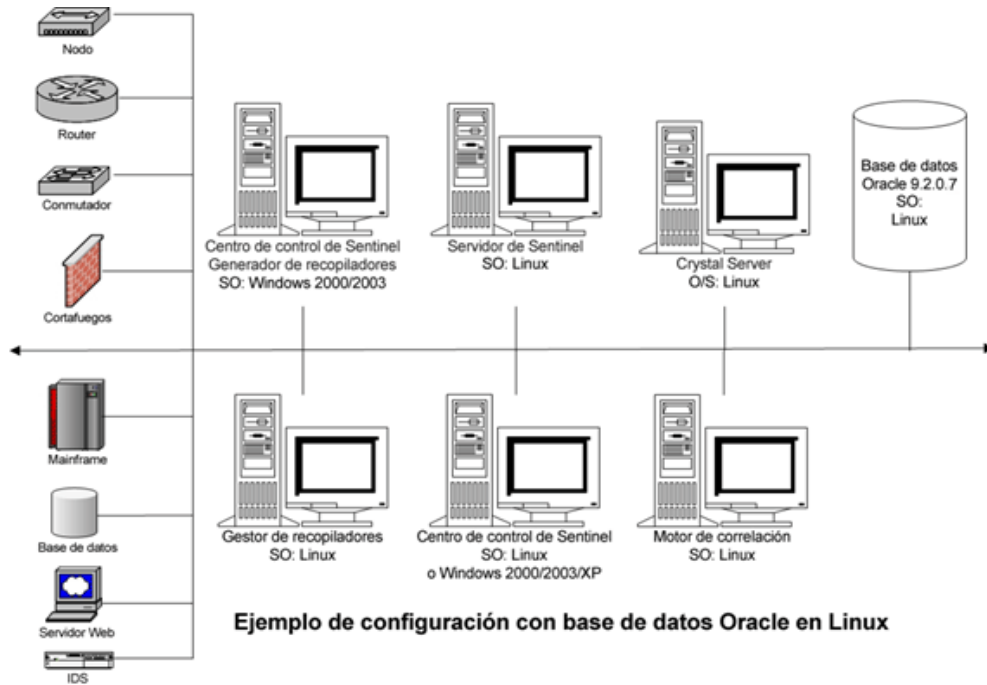 Nodo
Router
Conmutador
Cortafuegos
Centro de control de Sentinel
Generador de recopiladores
SO: Windows 2000/2003
Servidor de Sentinel
SO: Linux
Crystal Server
O/S: Linux
Base de datos
Oracle 9.2.0.7
SO:
Linux
Mainframe
Base de datos
Servidor Web
IDS
Gestor de recopiladores
SO: Linux
Centro de control de Sentinel
SO: Linux
o Windows 2000/2003/XP
Motor de correlación
SO: Linux
Ejemplo de configuración con base de datos Oracle en Linux